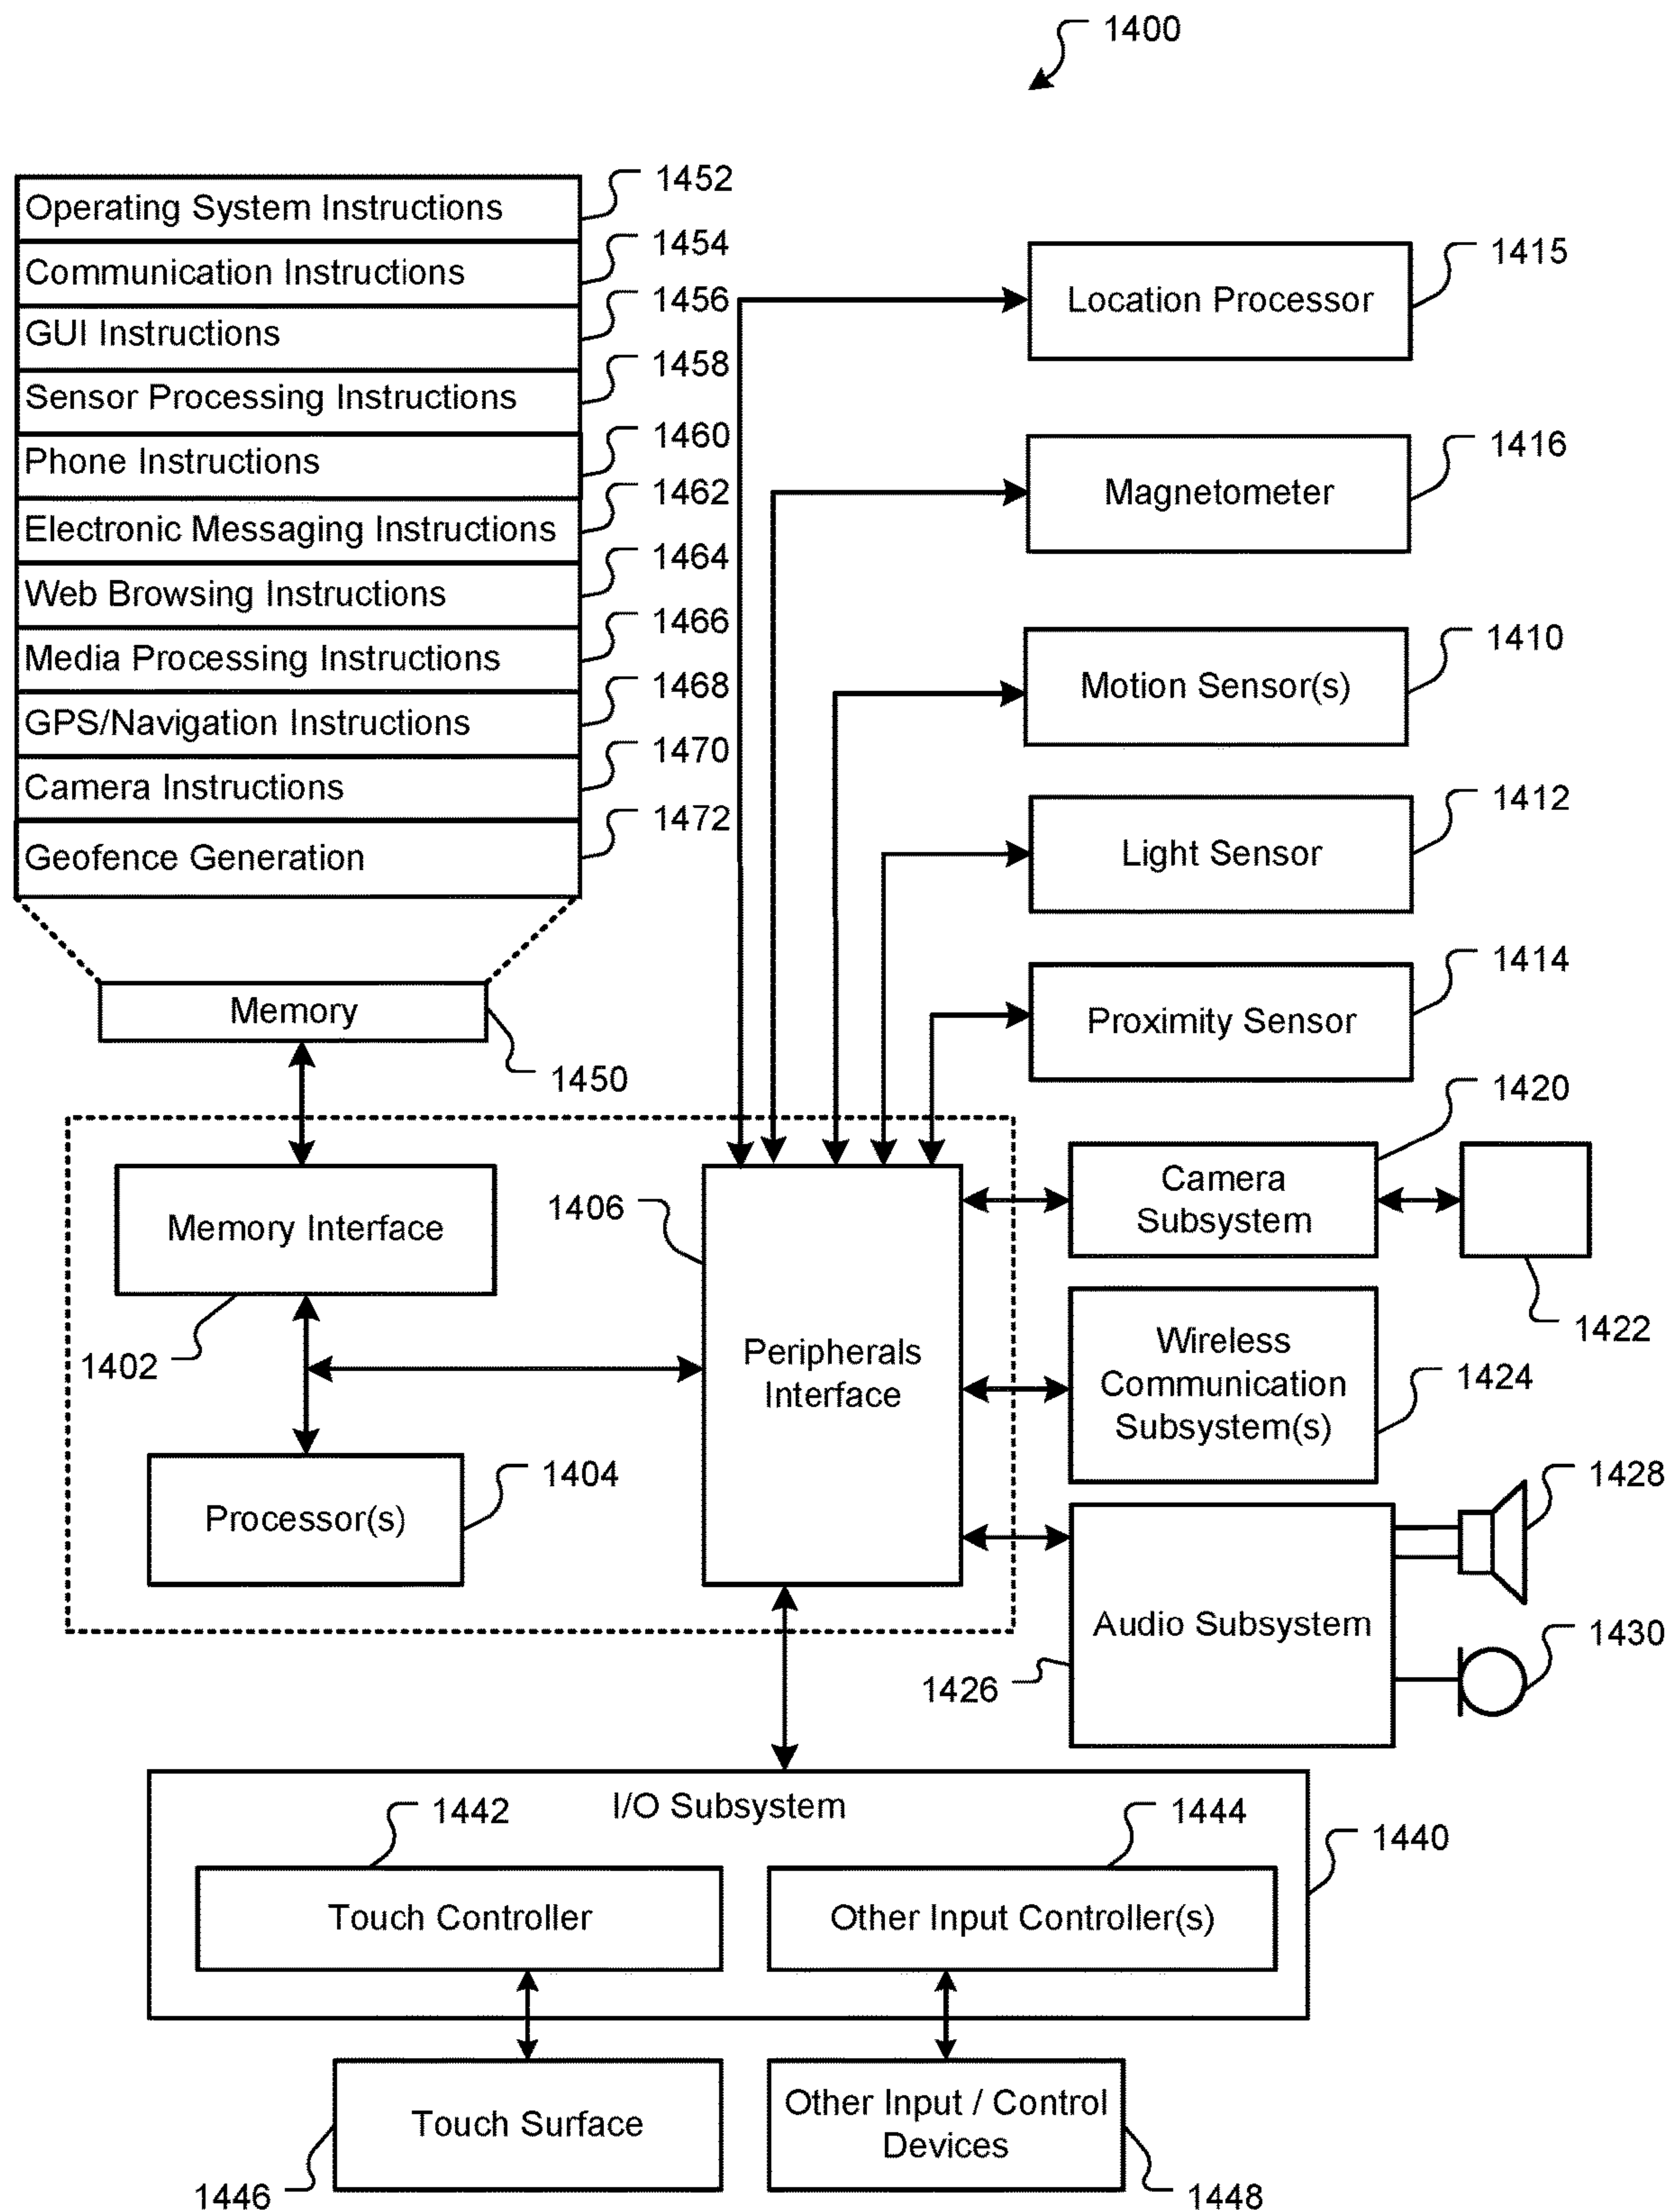 1400
Operating System Instructions
1452
Communication Instructions
1454
GUI Instructions
1456
Sensor Processing Instructions
1458
Phone Instructions
1460
Electronic Messaging Instructions
1462
Web Browsing Instructions
1464
Media Processing Instructions
1466
GPS/Navigation Instructions
1468
Camera Instructions
1470
Geofence Generation
1472
Memory
1450
Location Processor
1415
Magnetometer
1416
Motion Sensor(s)
1410
Light Sensor
1412
Proximity Sensor
1414
Memory Interface
1402
Processor(s)
1404
1406
Peripherals
Interface
Camera
Subsystem
1420
1422
Wireless
Communication
Subsystem(s)
1424
Audio Subsystem
1426
1428
1430
I/O Subsystem
1440
1442
Touch Controller
1444
Other Input Controller(s)
Touch Surface
1446
Other Input / Control
Devices
1448